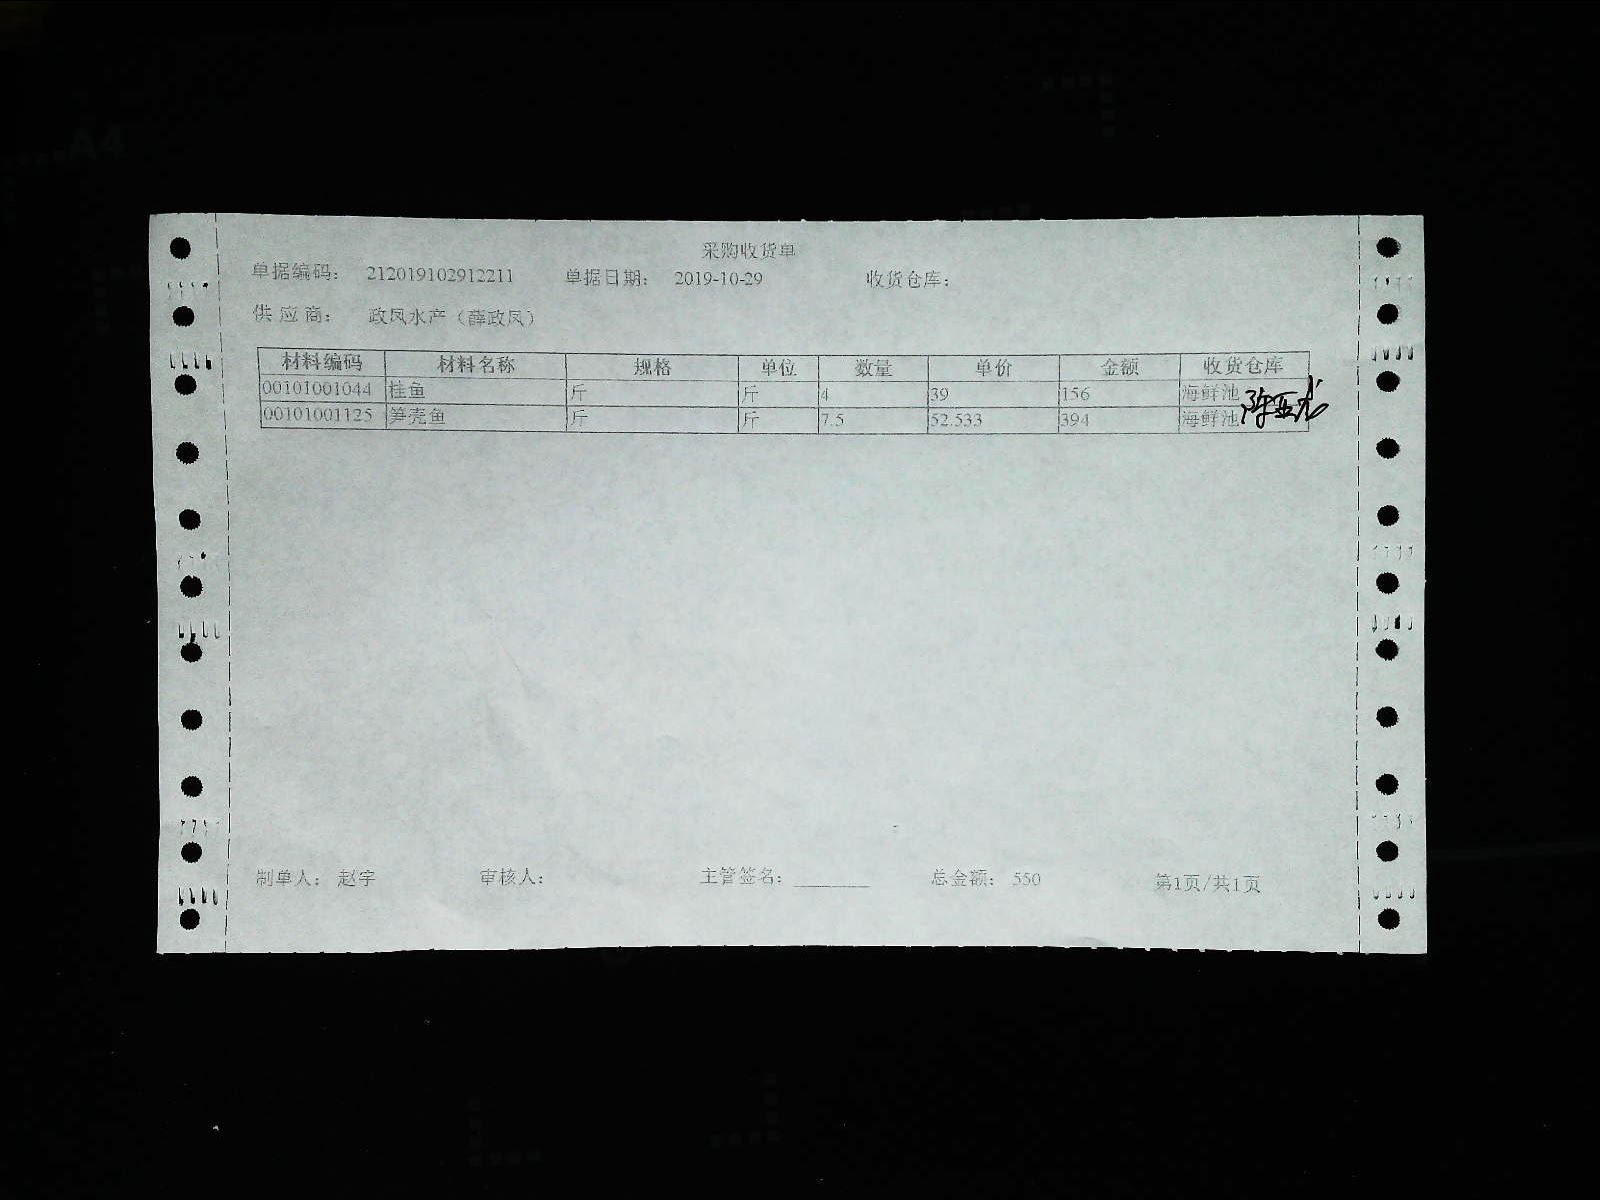 采购收货单
单据编码： 212019102912211 单据日期： 2019-10-29 收货仓库：
供应商： 政凤水产（薛政凤）
材料编码 材料名称 规格 单位 数量 单价 金额 收货仓库
00101001044 桂鱼 斤 斤 4 39 156 海鲜池
00101001125 笋壳鱼 斤 斤 7.5 52.533 394 海鲜池
制单人： 赵宇 审核人： 主管签名： 总金额： 550 第1页/共1页